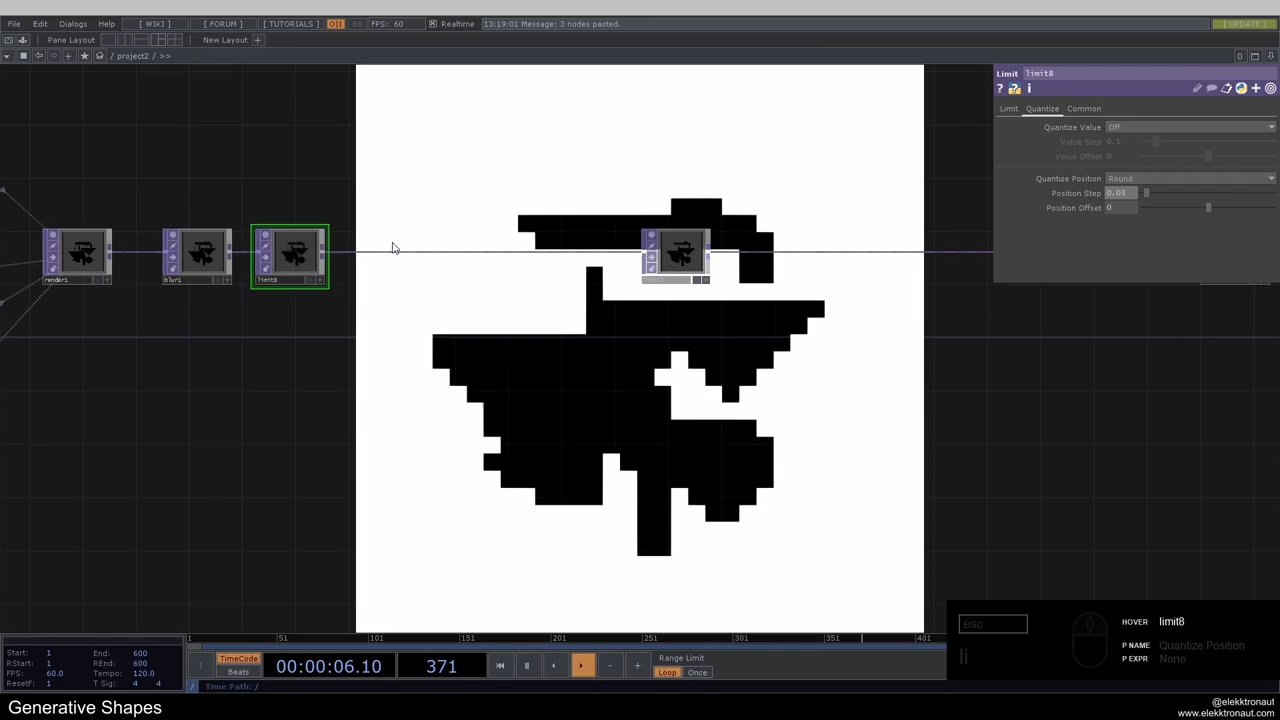 File Edit Dialogs Help [ WIKI ] [ FORUM ] [ TUTORIALS ] O|I 60 FPS: 60 Realtime 13:19:01 Message: 3 nodes pasted. [ UPDATE ]
Pane Layout New Layout +
/ project2 / >> 0
Limit limit8
? ? i
Limit Quantize Common
Quantize Value Off
Value Step 0.1
Value Offset 0
Quantize Position Round
Position Step 0.03
Position Offset 0
render1 blur1 limit8
1 51 101 151 201 251 301 351 401
Start: 1 End: 600
RStart: 1 REnd: 600
FPS: 60.0 Tempo: 120.0
ResetF: 1 T Sig: 4 4
TimeCode
Beats
00:00:06.10 371
Range Limit
Loop Once
/ Time Path: /
esc
li
HOVER limit8
P NAME Quantize Position
P EXPR None
Generative Shapes
@elekktronaut
www.elekktronaut.com